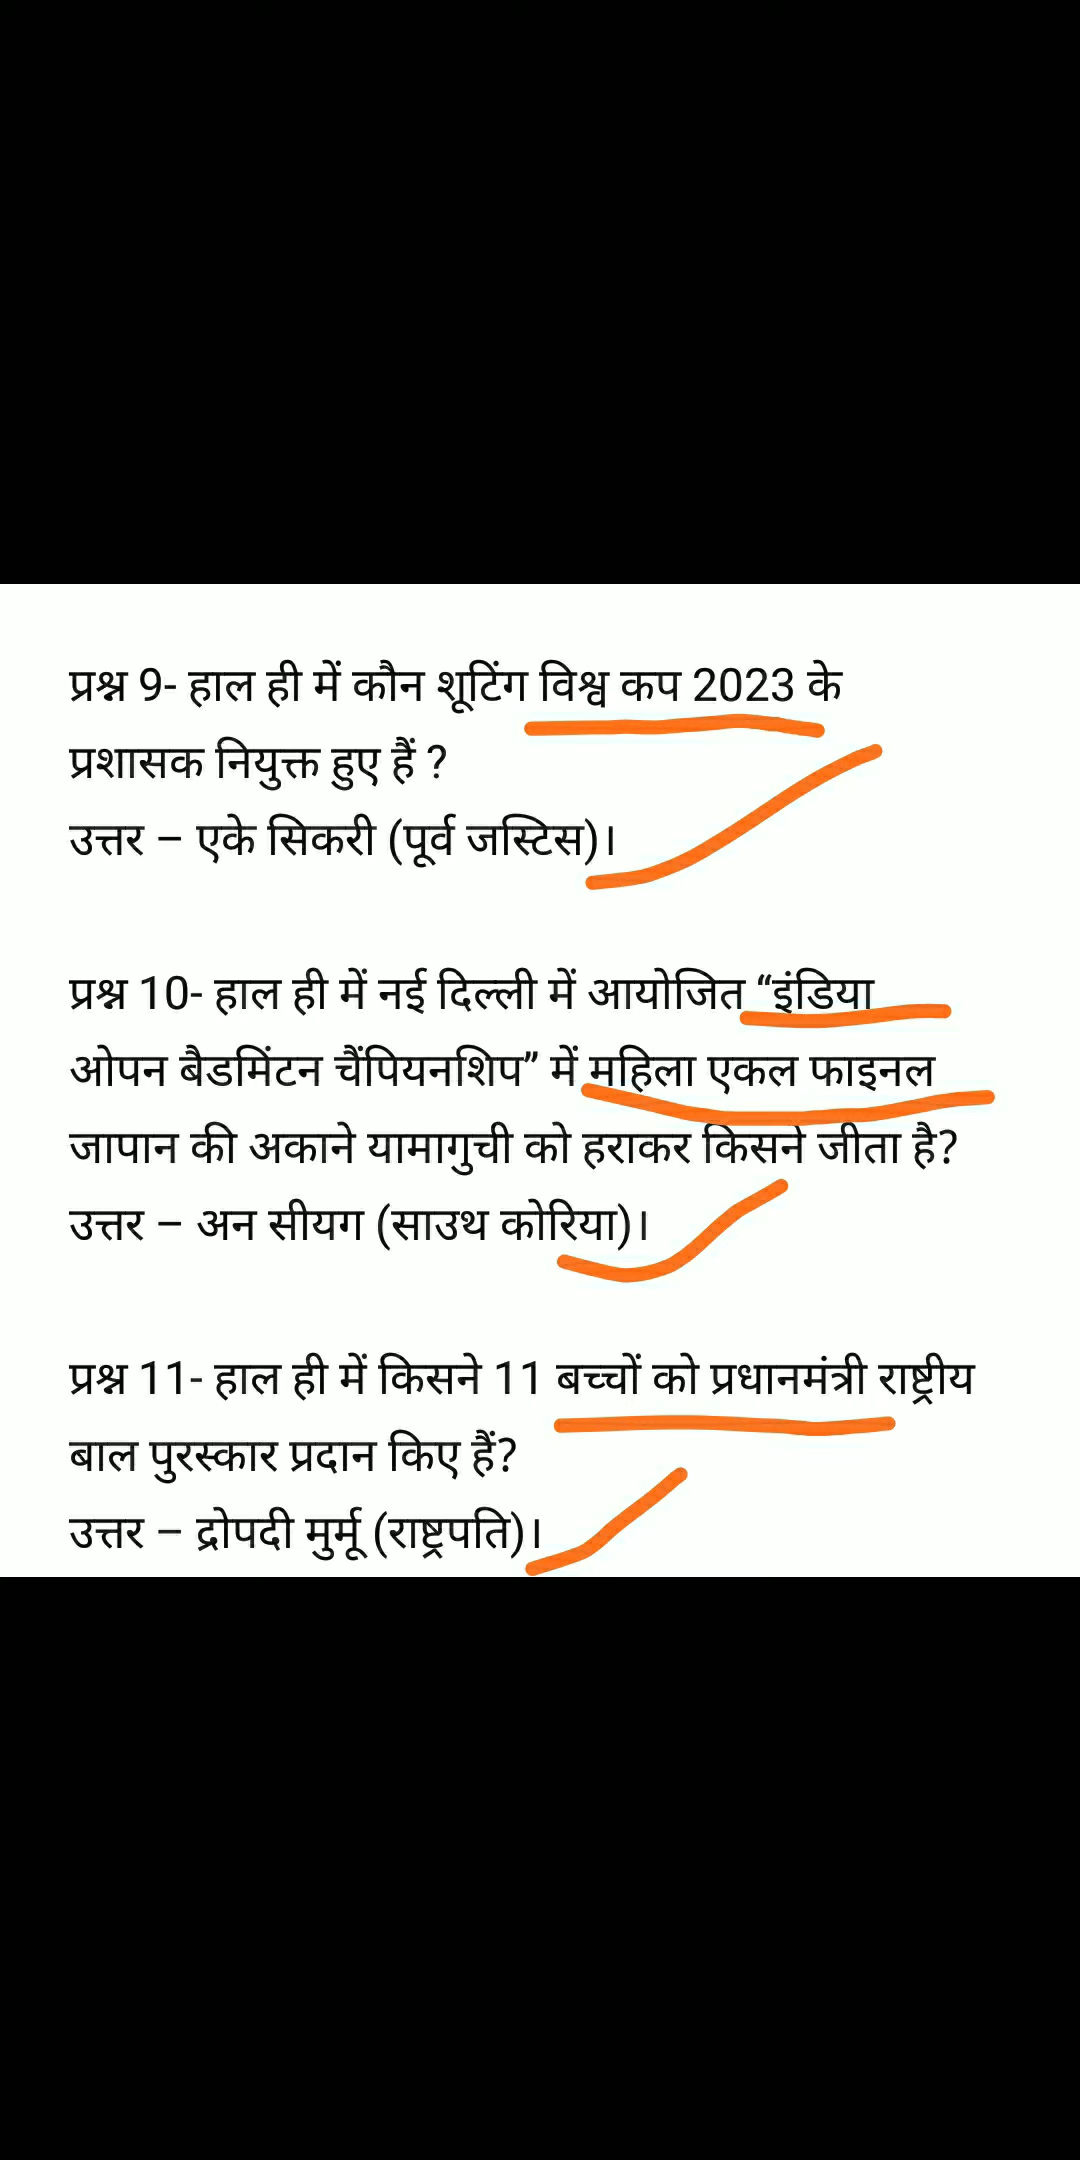 प्रश्न 9- हाल ही में कौन शूटिंग विश्व कप 2023 के
प्रशासक नियुक्त हुए हैं ?
उत्तर – एके सिकरी (पूर्व जस्टिस)।
प्रश्न 10- हाल ही में नई दिल्ली में आयोजित “इंडिया
ओपन बैडमिंटन चैंपियनशिप” में महिला एकल फाइनल
जापान की अकाने यामागुची को हराकर किसने जीता है?
उत्तर – अन सीयग (साउथ कोरिया)।
प्रश्न 11- हाल ही में किसने 11 बच्चों को प्रधानमंत्री राष्ट्रीय
बाल पुरस्कार प्रदान किए हैं?
उत्तर – द्रोपदी मुर्मू (राष्ट्रपति)।